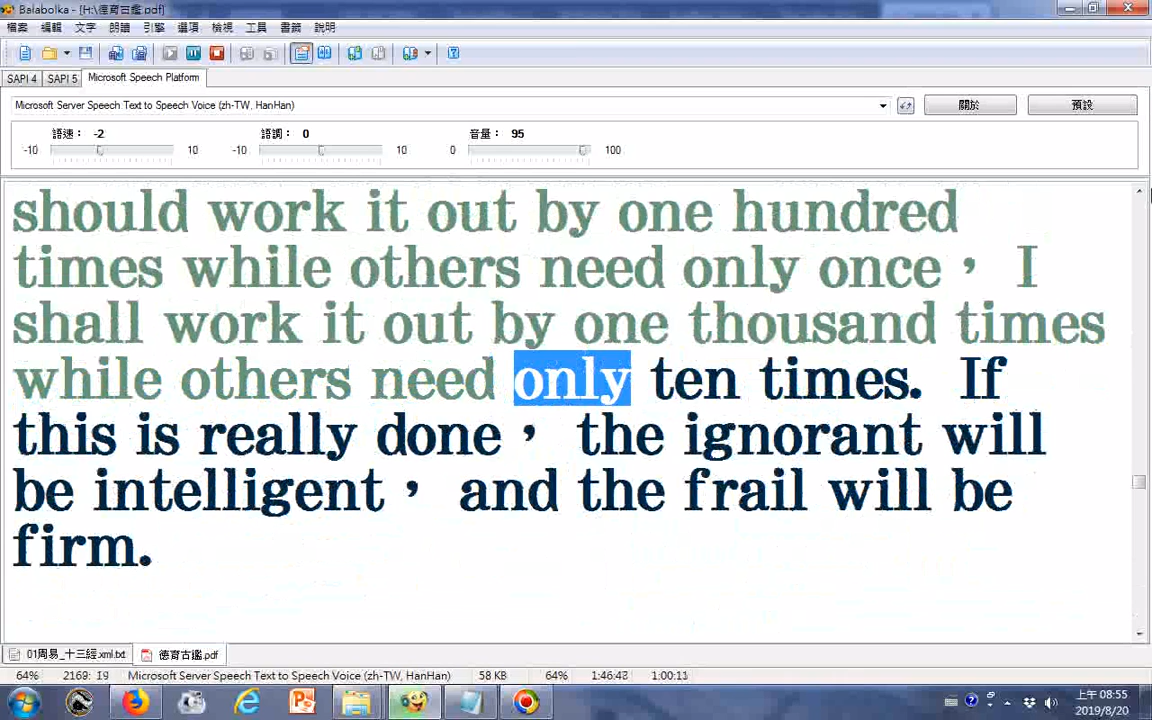 Balabolka - [H:\德育古鑑.pdf]
檔案 編輯 文字 朗讀 引擎 選項 檢視 工具 書籤 說明
SAPI 4 SAPI 5 Microsoft Speech Platform
Microsoft Server Speech Text to Speech Voice (zh-TW, HanHan) 關於 預設
語速： -2 語調： 0 音量： 95
-10 10 -10 10 0 100
should work it out by one hundred
times while others need only once， I
shall work it out by one thousand times
while others need only ten times. If
this is really done， the ignorant will
be intelligent， and the frail will be
firm.
01周易_十三經.xml.txt 德育古鑑.pdf
64% 2169: 19 Microsoft Server Speech Text to Speech Voice (zh-TW, HanHan) 58 KB 64% 1:46:43 1:00:11
上午 08:55
2019/8/20